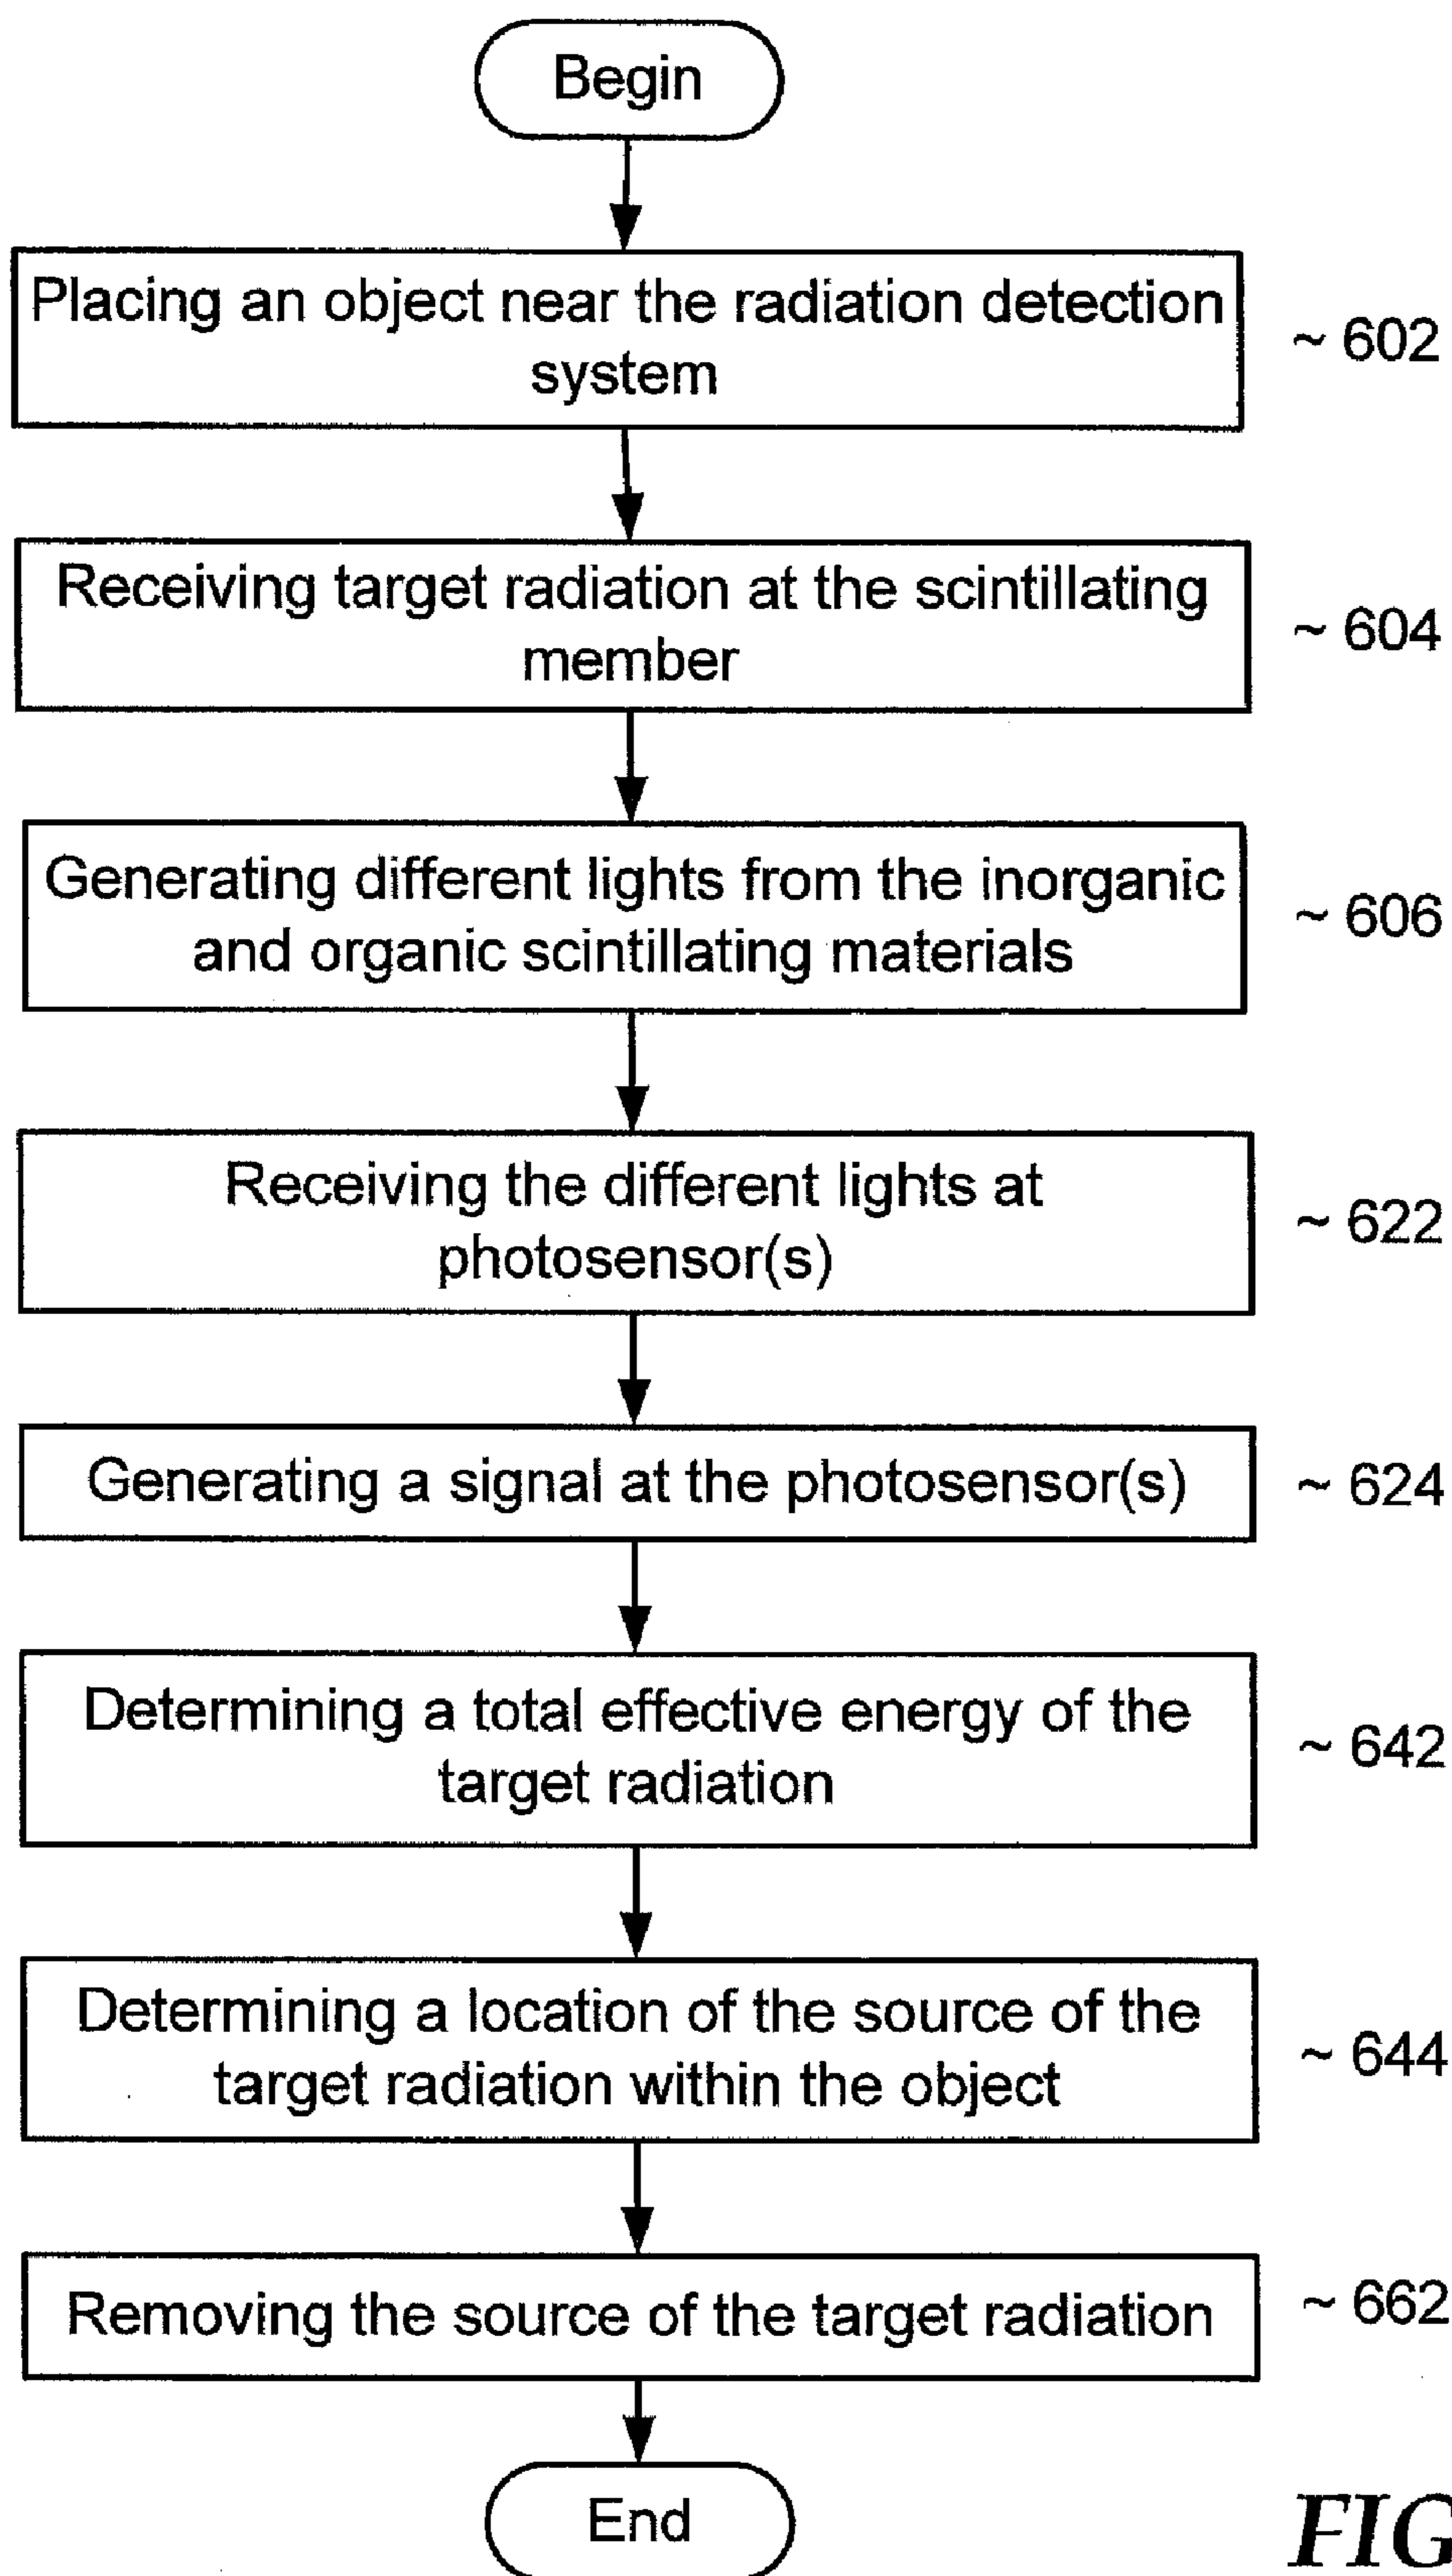 Begin
Placing an object near the radiation detection
system
~ 602
Receiving target radiation at the scintillating
member
~ 604
Generating different lights from the inorganic
and organic scintillating materials
~ 606
Receiving the different lights at
photosensor(s)
~ 622
Generating a signal at the photosensor(s)
~ 624
Determining a total effective energy of the
target radiation
~ 642
Determining a location of the source of the
target radiation within the object
~ 644
Removing the source of the target radiation
~ 662
End
FIG